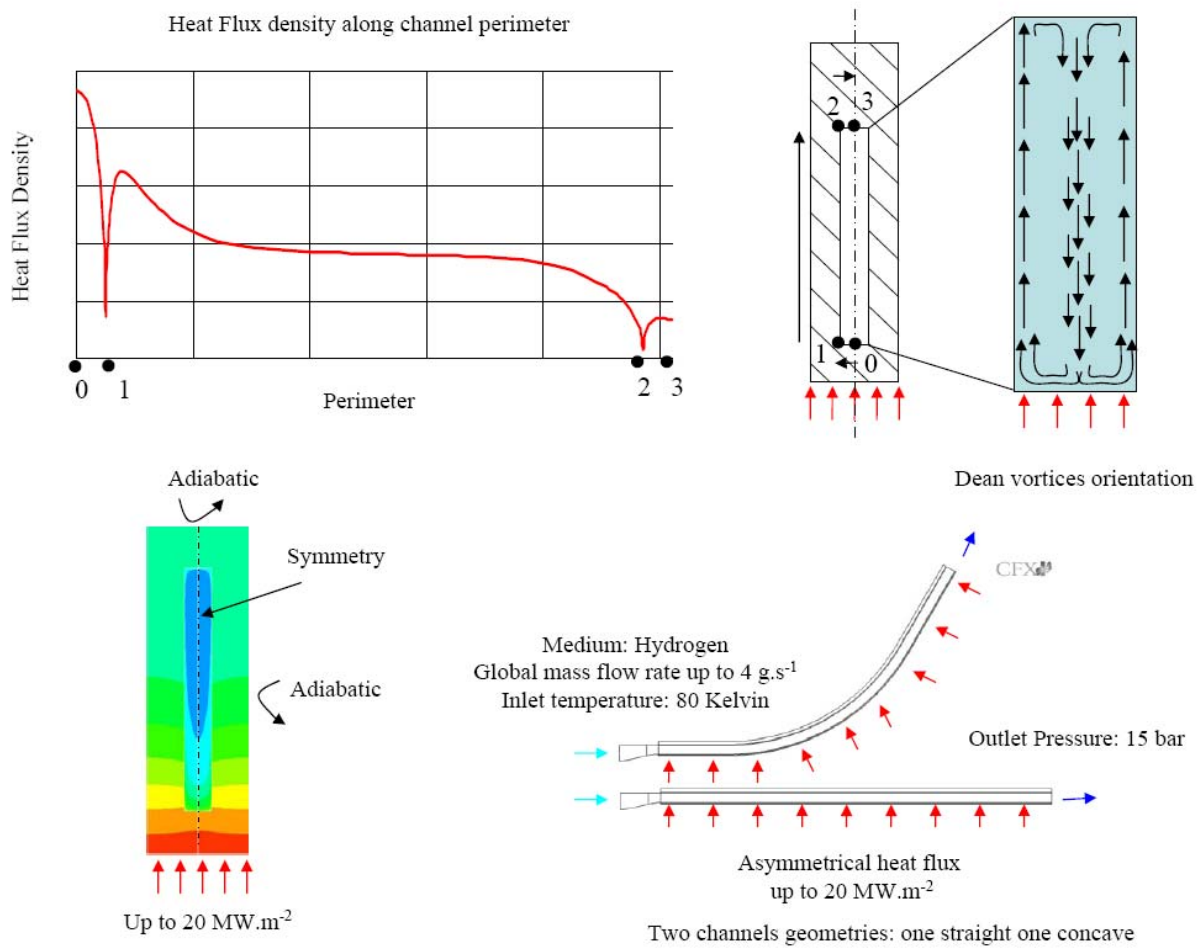 Heat Flux density along channel perimeter
Heat Flux Density
0
1
2
3
Perimeter
2
3
1
0
Dean vortices orientation
Adiabatic
Symmetry
Adiabatic
Up to 20 MW.m-2
CFX
Medium: Hydrogen
Global mass flow rate up to 4 g.s-1
Inlet temperature: 80 Kelvin
Outlet Pressure: 15 bar
Asymmetrical heat flux
up to 20 MW.m-2
Two channels geometries: one straight one concave